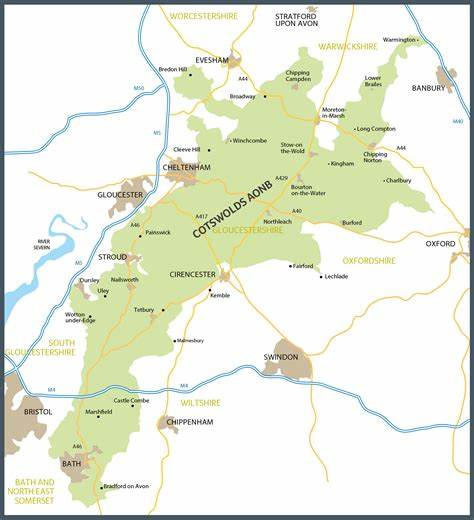 WORCESTERSHIRE
STRATFORD
UPON AVON
WARWICKSHIRE
Warmington
EVESHAM
Bredon Hill
A44
Chipping
Campden
Lower
Brailes
BANBURY
M50
Broadway
Moreton-
in-Marsh
M40
Long Compton
M5
Winchcombe
Stow-on-
the-Wold
A44
Cleeve Hill
Kingham
Chipping
Norton
CHELTENHAM
A429
Charlbury
GLOUCESTER
Bourton
on-the-Water
COTSWOLDS AONB
A417
A40
Northleach
Burford
A46
GLOUCESTERSHIRE
Painswick
RIVER
SEVERN
OXFORD
STROUD
OXFORDSHIRE
M5
Fairford
CIRENCESTER
Lechlade
Dursley
Nailsworth
Uley
Kemble
Tetbury
Wotton
under-Edge
SOUTH
GLOUCESTERSHIRE
Malmesbury
SWINDON
M4
M4
Castle Combe
WILTSHIRE
BRISTOL
Marshfield
CHIPPENHAM
A46
BATH
BATH AND
NORTH EAST
SOMERSET
Bradford on Avon